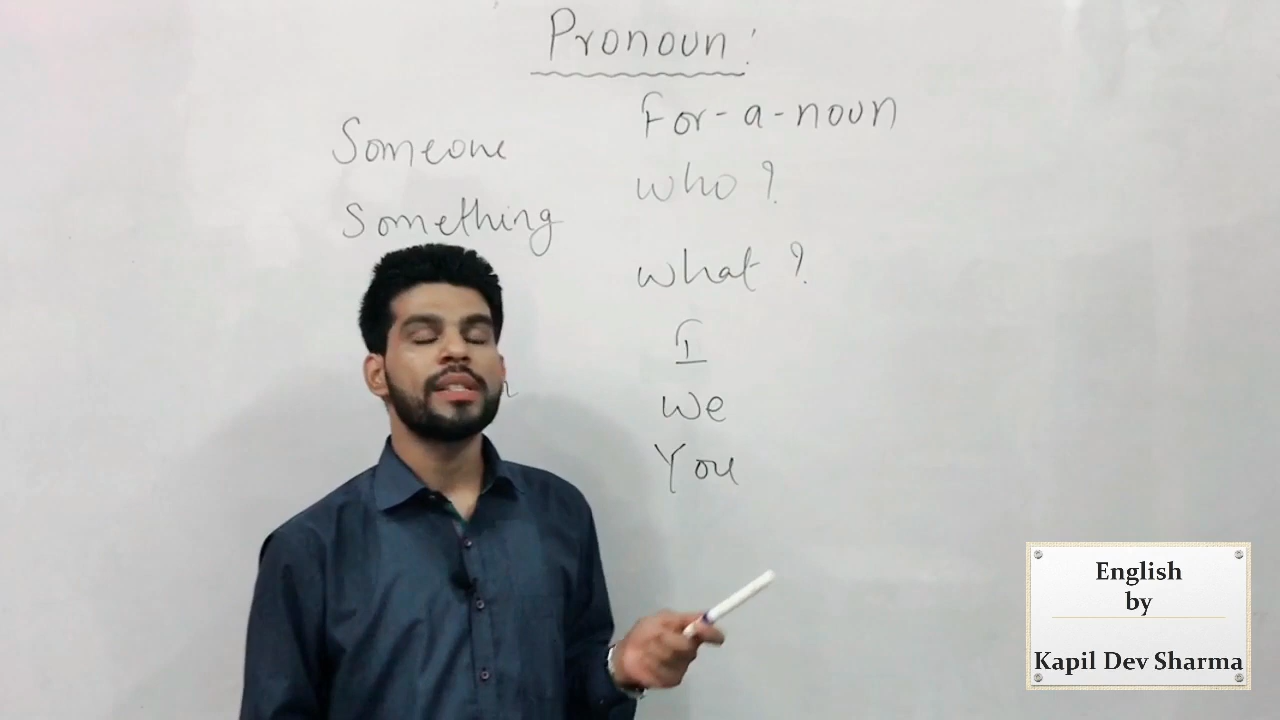 Pronoun:
For-a-noun
Someone
who?
Something
what?
I
We
You
English
by
Kapil Dev Sharma